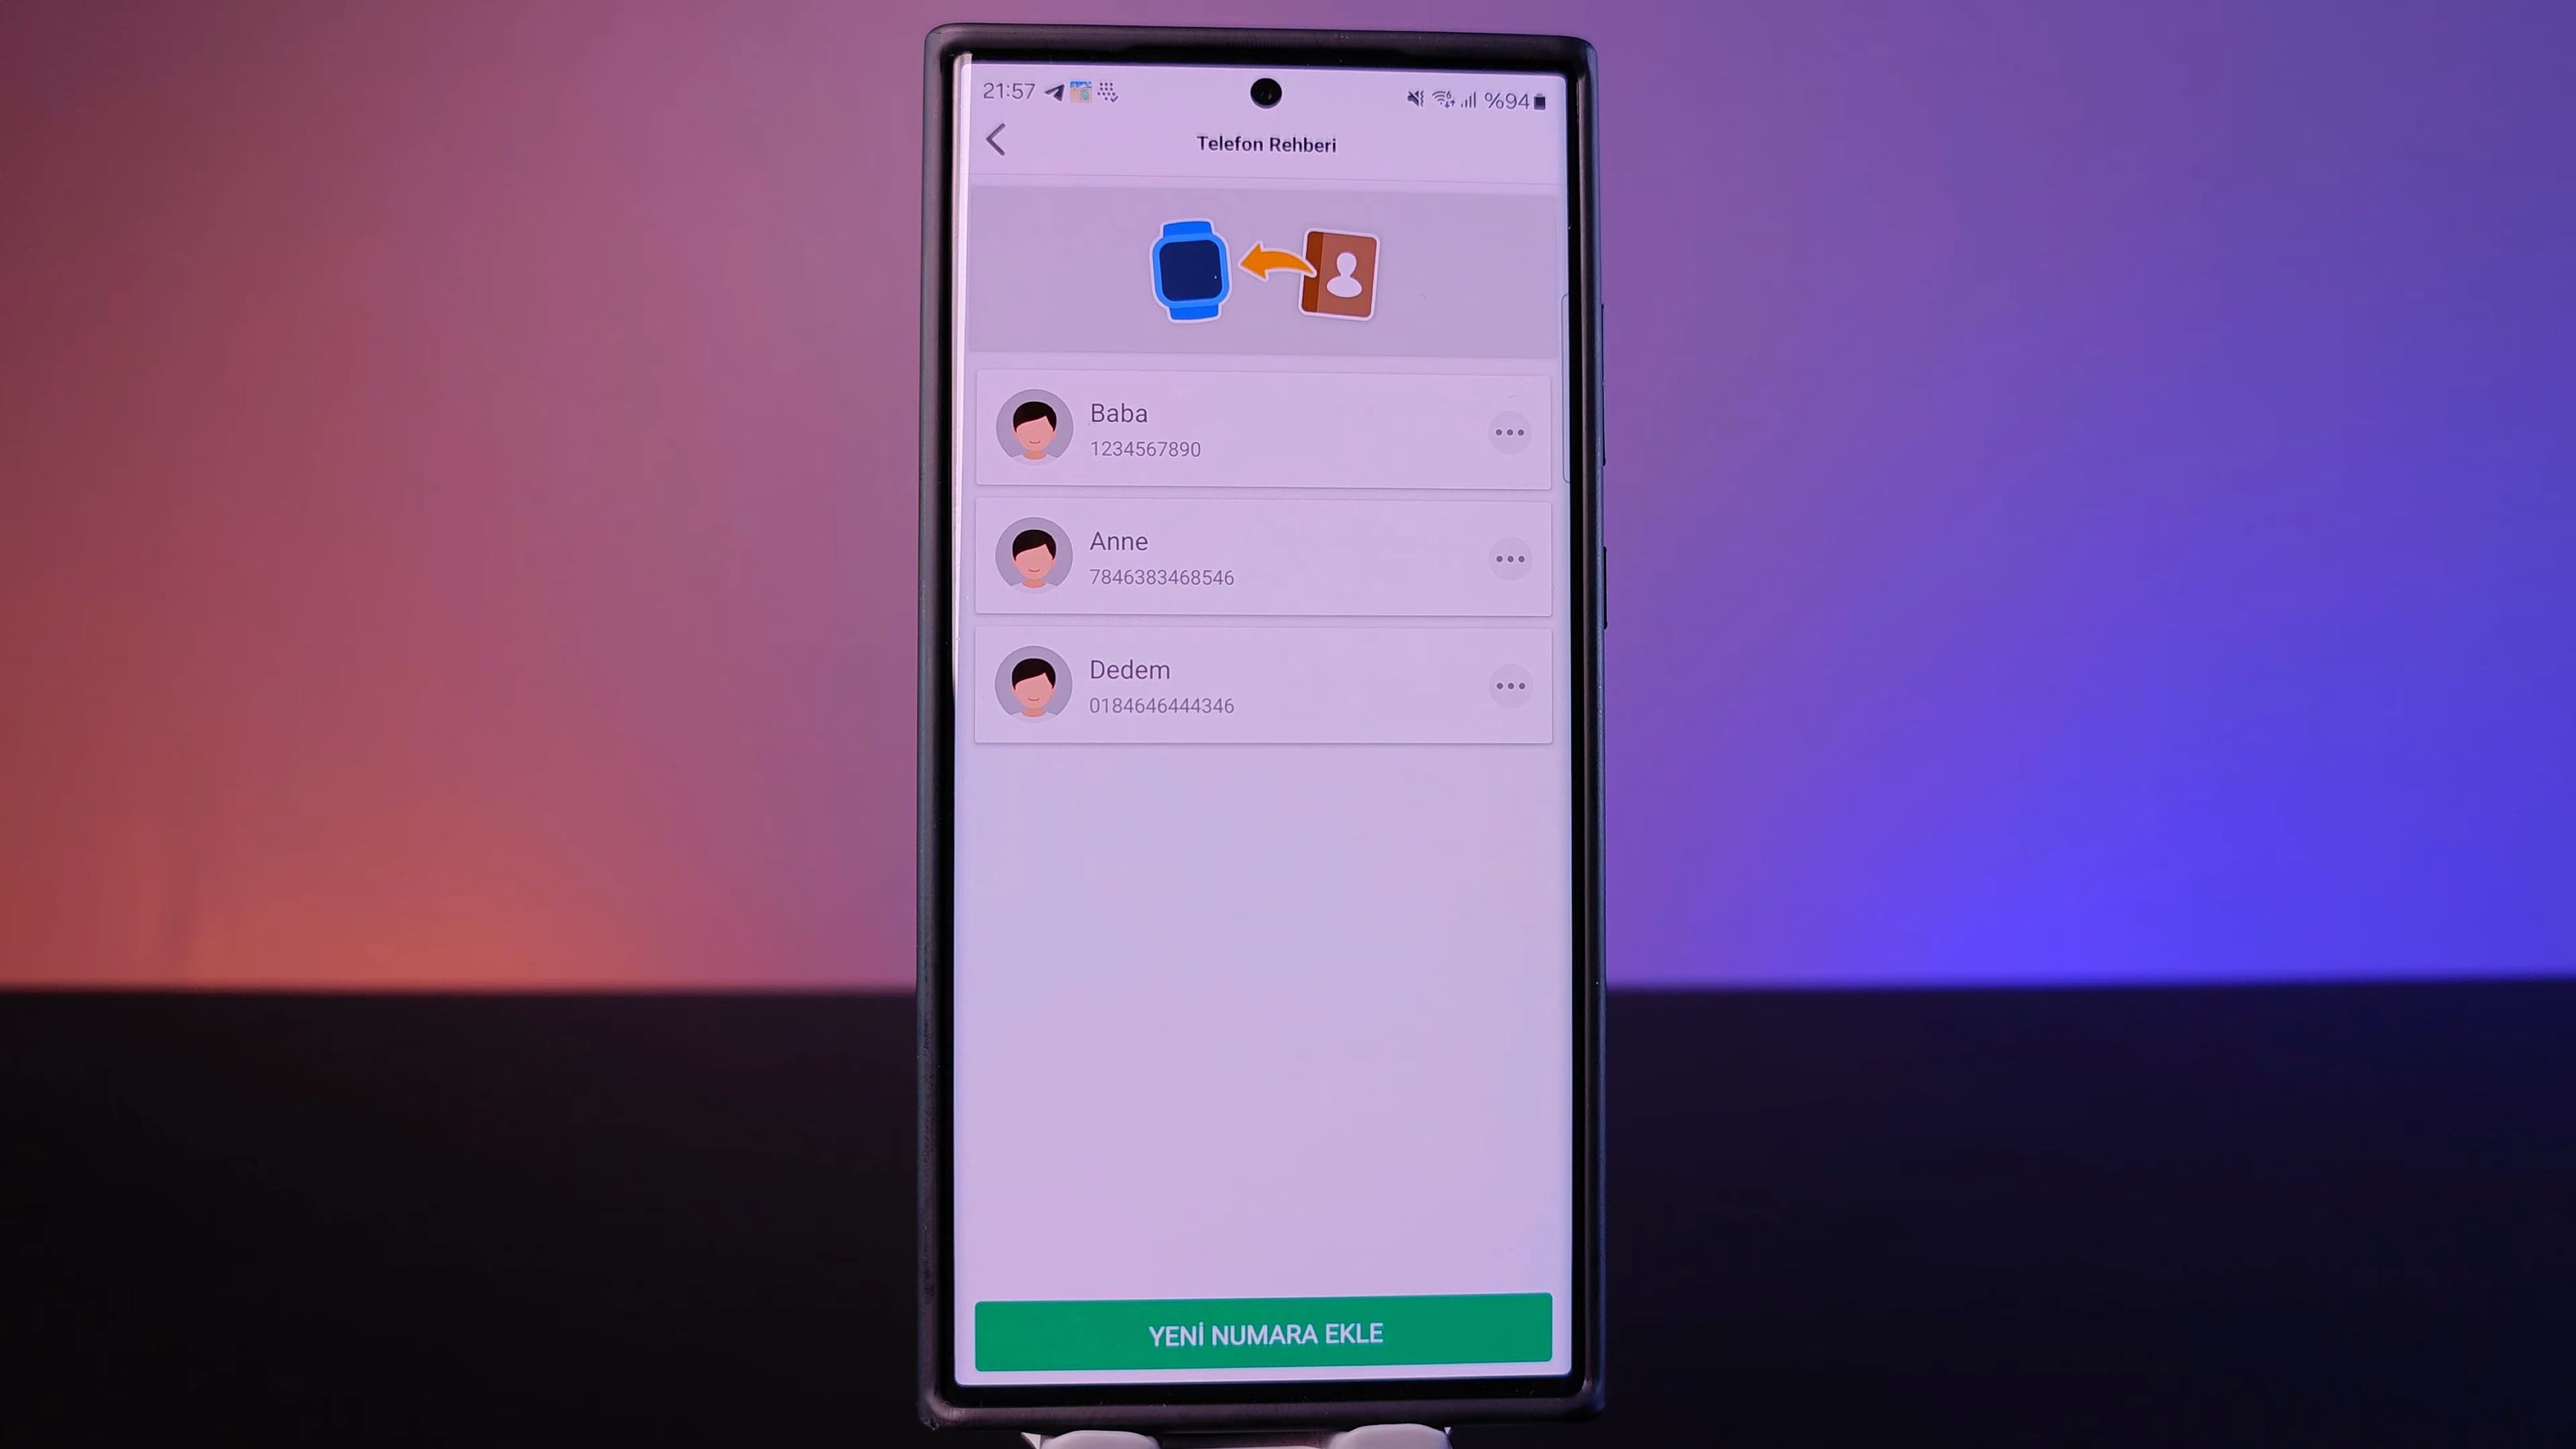 21:57 %94
Telefon Rehberi
Baba
1234567890
Anne
7846383468546
Dedem
0184646444346
YENİ NUMARA EKLE